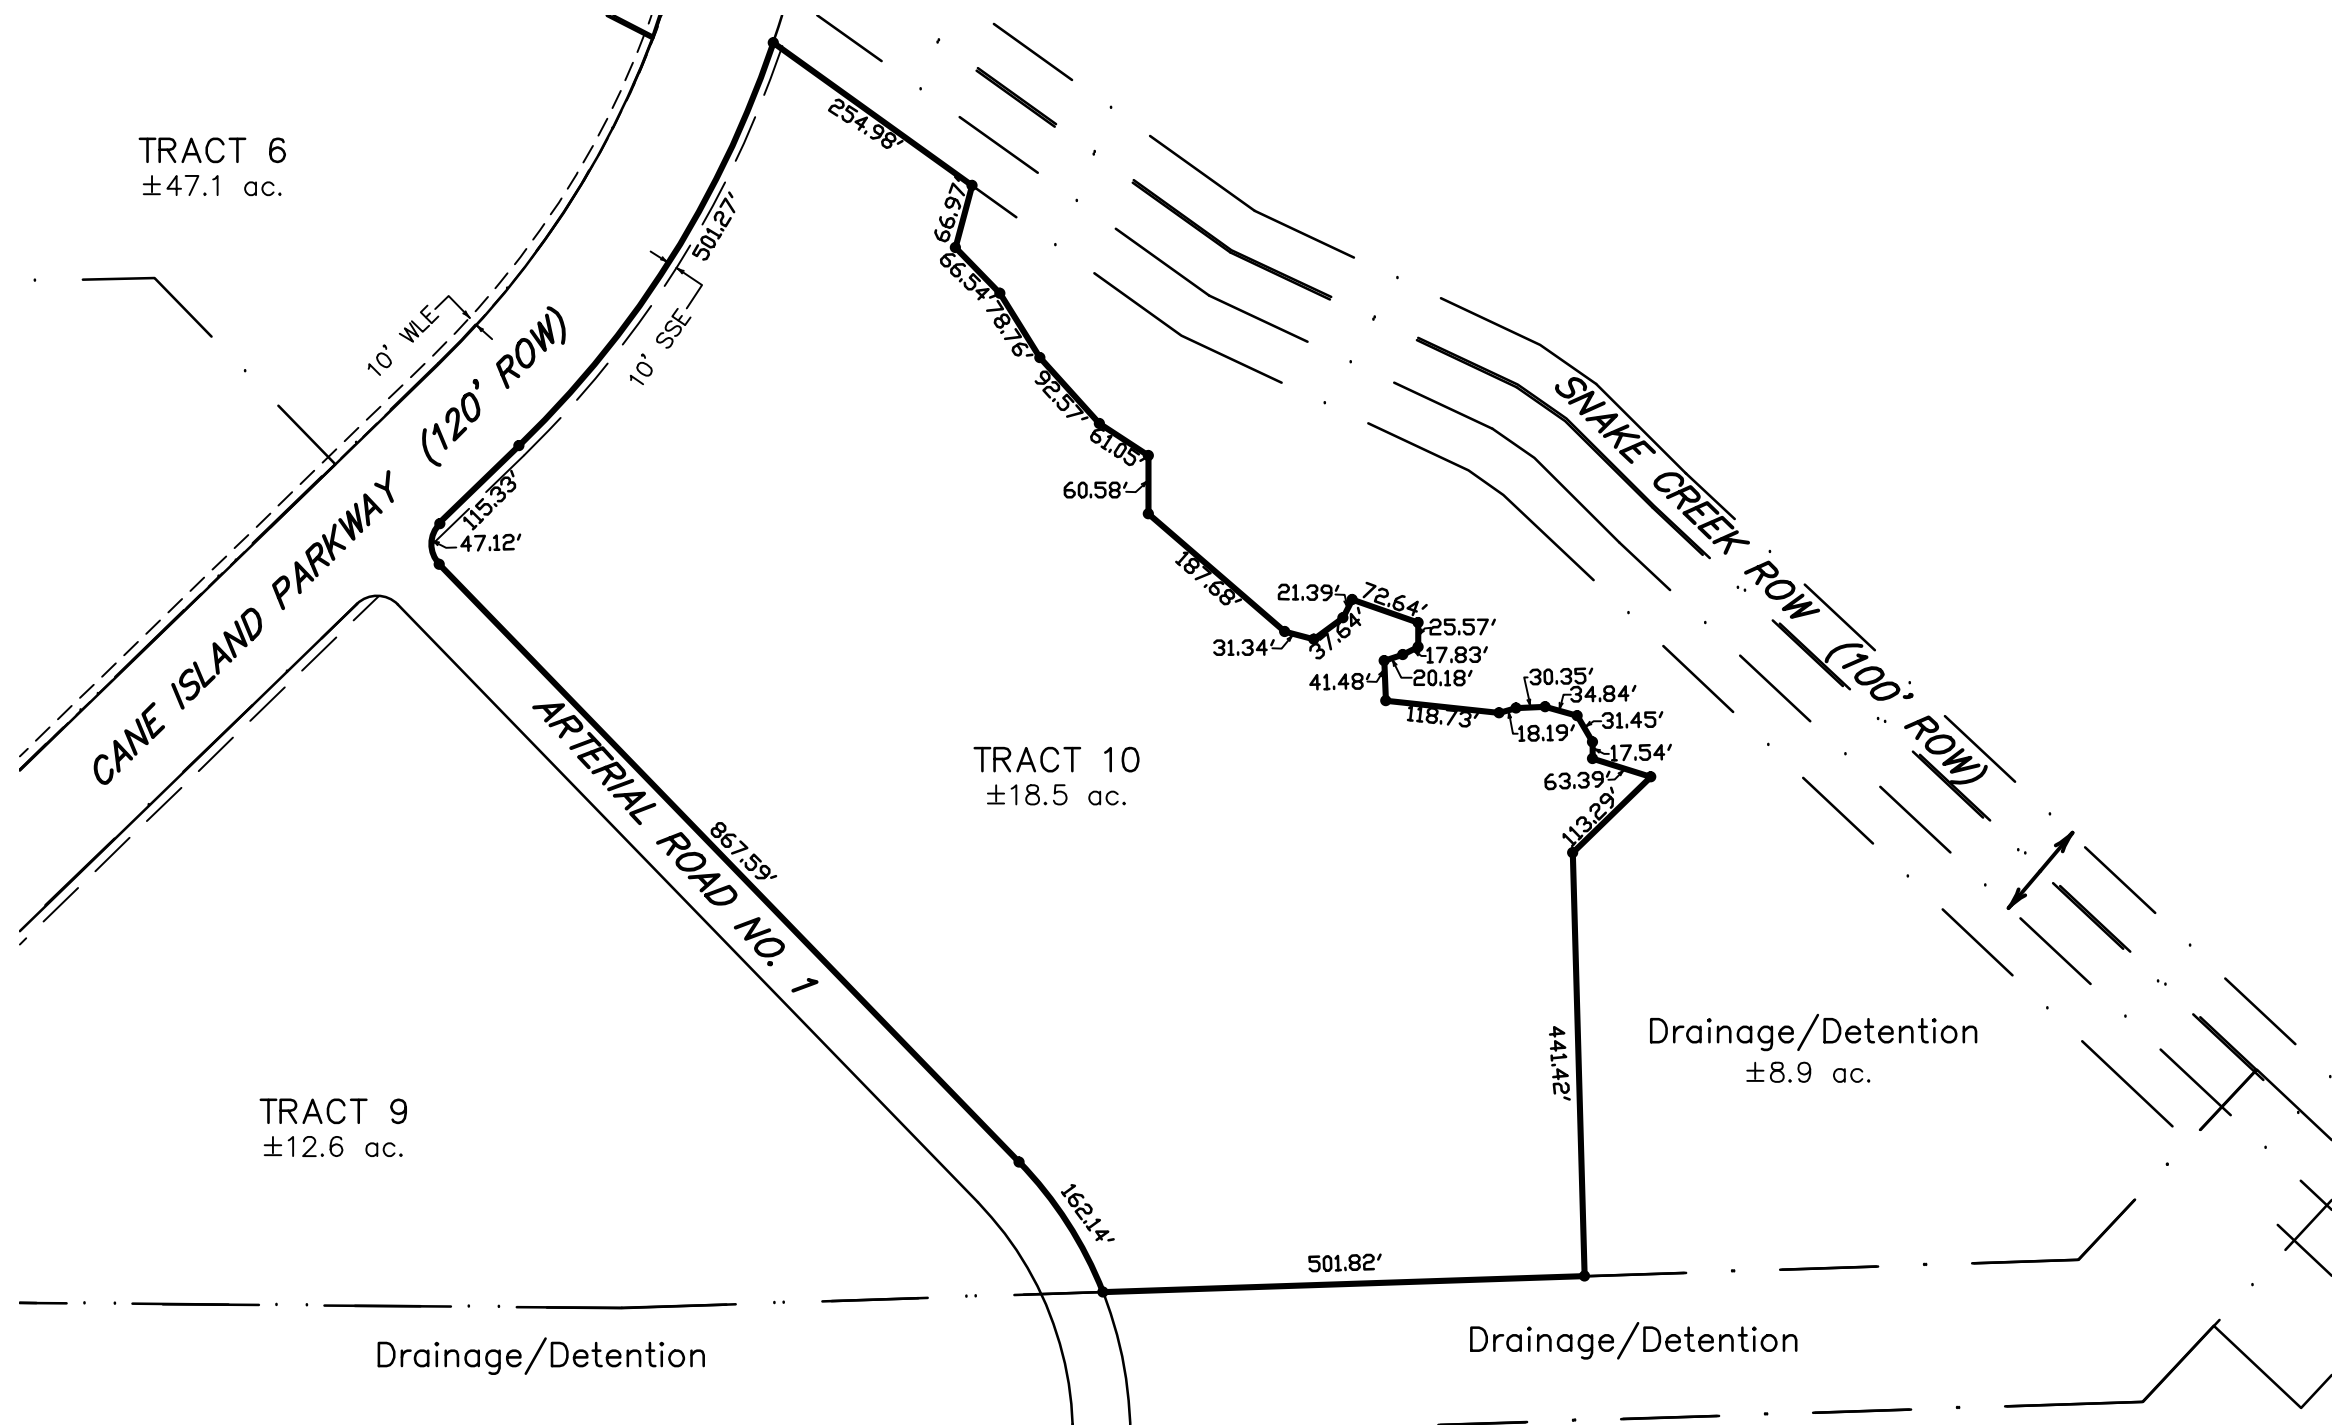 TRACT 6
±47.1 ac.
254.98'
66.97'
501.27'
66.54'
78.76'
10' WLE
10' SSE
CANE ISLAND PARKWAY (120' ROW)
92.57'
61.05'
60.58'
115.33'
47.12'
SNAKE CREEK ROW (100' ROW)
187.68'
21.39'
72.64'
25.57'
31.34'
37.64'
17.83'
20.18'
41.48'
30.35'
34.84'
118.73'
18.19'
31.45'
17.54'
63.39'
113.29'
TRACT 10
±18.5 ac.
ARTERIAL ROAD NO. 1
867.59'
441.42'
Drainage/Detention
±8.9 ac.
TRACT 9
±12.6 ac.
162.14'
501.82'
Drainage/Detention
Drainage/Detention